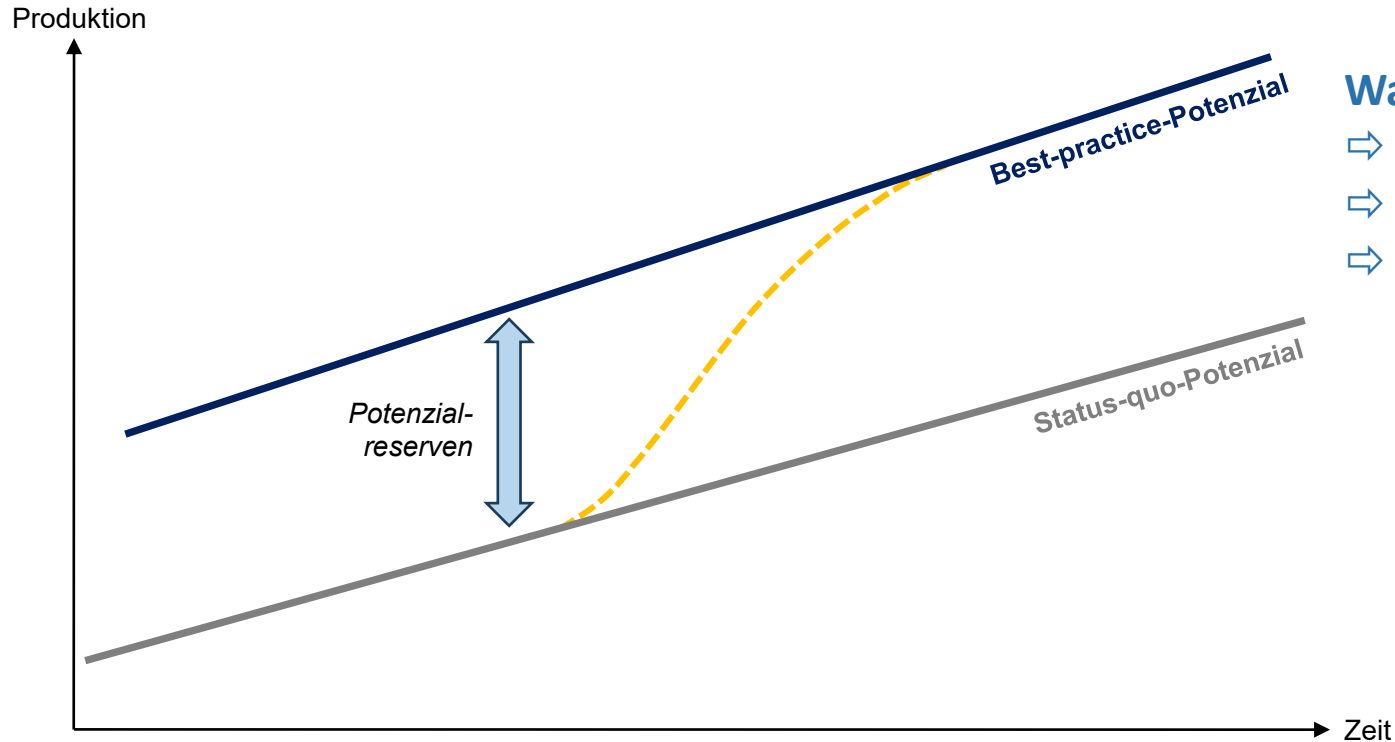 Produktion
Best-practice-Potenzial
Potenzial-
reserven
Status-quo-Potenzial
Zeit